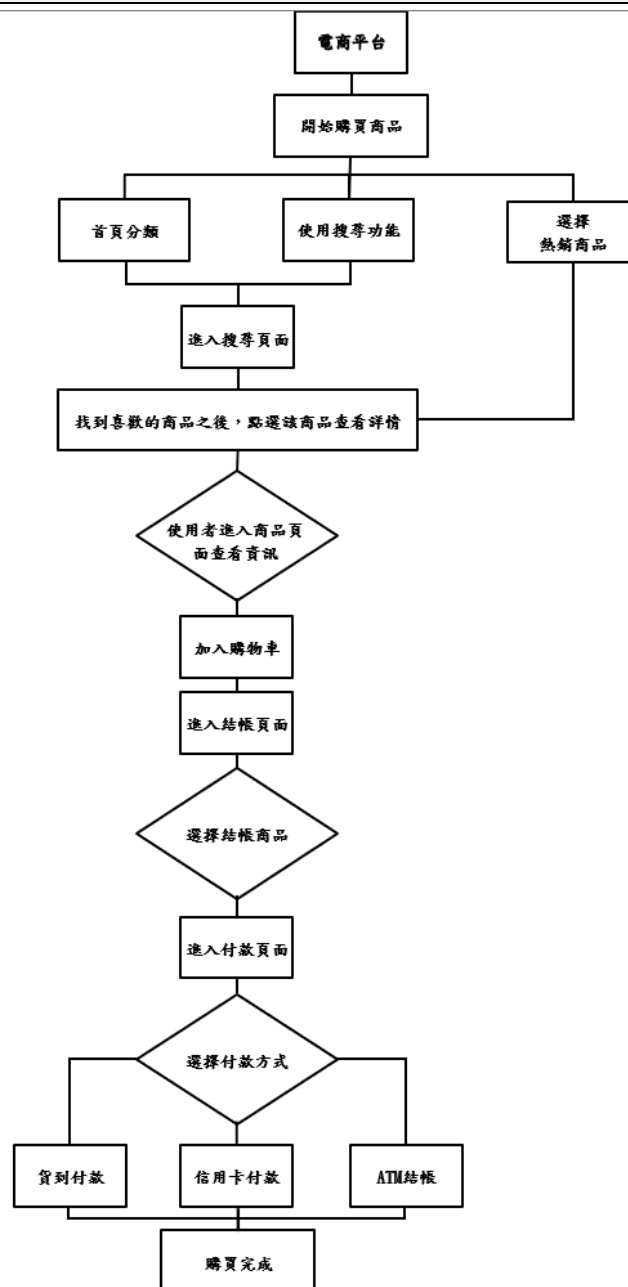 電商平台
開始購買商品
首頁分類
使用搜尋功能
選擇
熱銷商品
進入搜尋頁面
找到喜歡的商品之後，點選該商品查看詳情
使用者進入商品頁
面查看資訊
加入購物車
進入結帳頁面
選擇結帳商品
進入付款頁面
選擇付款方式
貨到付款
信用卡付款
ATM結帳
購買完成